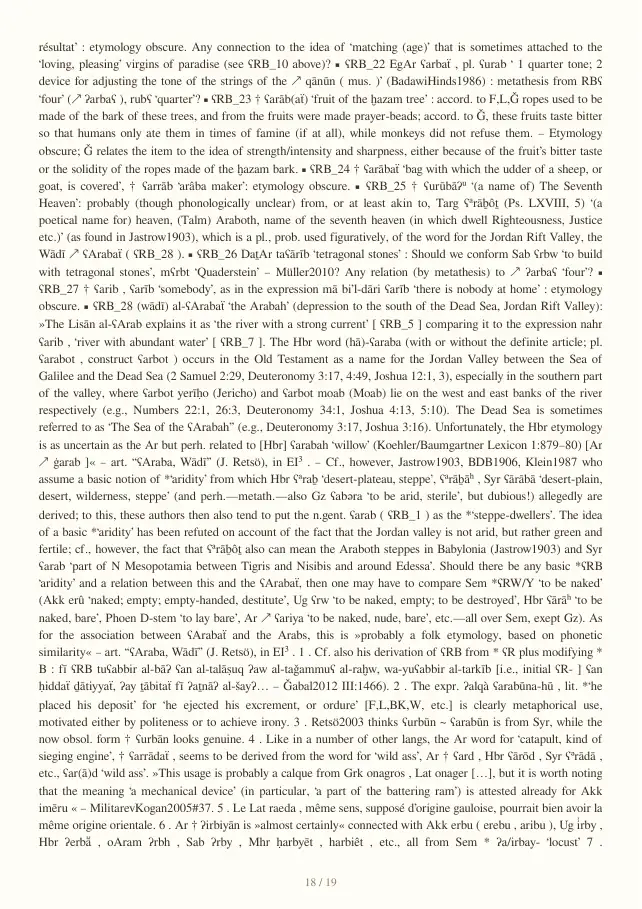 résultat’ : etymology obscure. Any connection to the idea of ‘matching (age)’ that is sometimes attached to the
‘loving, pleasing’ virgins of paradise (see ʕRB_10 above)? ▪ ʕRB_22 EgAr ʕarbaẗ , pl. ʕurab ‘ 1 quarter tone; 2
device for adjusting the tone of the strings of the ↗ qānūn ( mus. )’ (BadawiHinds1986) : metathesis from RBʕ
‘four’ (↗ ʔarbaʕ ), rubʕ ‘quarter’? ▪ ʕRB_23 † ʕarāb(aẗ) ‘fruit of the ḫazam tree’ : accord. to F,L,Ǧ ropes used to be
made of the bark of these trees, and from the fruits were made prayer-beads; accord. to Ǧ, these fruits taste bitter
so that humans only ate them in times of famine (if at all), while monkeys did not refuse them. – Etymology
obscure; Ǧ relates the item to the idea of strength/intensity and sharpness, either because of the fruit’s bitter taste
or the solidity of the ropes made of the ḫazam bark. ▪ ʕRB_24 † ʕarābaẗ ‘bag with which the udder of a sheep, or
goat, is covered’, † ʕarrāb ‘arâba maker’: etymology obscure. ▪ ʕRB_25 † ʕurūbāʔᵘ ‘(a name of) The Seventh
Heaven’: probably (though phonologically unclear) from, or at least akin to, Targ ʕᵃrāḇôṯ (Ps. LXVIII, 5) ‘(a
poetical name for) heaven, (Talm) Araboth, name of the seventh heaven (in which dwell Righteousness, Justice
etc.)’ (as found in Jastrow1903), which is a pl., prob. used figuratively, of the word for the Jordan Rift Valley, the
Wādī ↗ ʕArabaẗ ( ʕRB_28 ). ▪ ʕRB_26 DaṯAr taʕārīb ‘tetragonal stones’ : Should we conform Sab ʕrbw ‘to build
with tetragonal stones’, mʕrbt ‘Quaderstein’ – Müller2010? Any relation (by metathesis) to ↗ ʔarbaʕ ‘four’? ▪
ʕRB_27 † ʕarib , ʕarīb ‘somebody’, as in the expression mā bi’l-dāri ʕarīb ‘there is nobody at home’ : etymology
obscure. ▪ ʕRB_28 (wādī) al-ʕArabaẗ ‘the Arabah’ (depression to the south of the Dead Sea, Jordan Rift Valley):
»The Lisān al-ʕArab explains it as ‘the river with a strong current’ [ ʕRB_5 ] comparing it to the expression nahr
ʕarib , ‘river with abundant water’ [ ʕRB_7 ]. The Hbr word (hā)-ʕaraba (with or without the definite article; pl.
ʕarabot , construct ʕarbot ) occurs in the Old Testament as a name for the Jordan Valley between the Sea of
Galilee and the Dead Sea (2 Samuel 2:29, Deuteronomy 3:17, 4:49, Joshua 12:1, 3), especially in the southern part
of the valley, where ʕarbot yerīḥo (Jericho) and ʕarbot moab (Moab) lie on the west and east banks of the river
respectively (e.g., Numbers 22:1, 26:3, Deuteronomy 34:1, Joshua 4:13, 5:10). The Dead Sea is sometimes
referred to as ‘The Sea of the ʕArabah” (e.g., Deuteronomy 3:17, Joshua 3:16). Unfortunately, the Hbr etymology
is as uncertain as the Ar but perh. related to [Hbr] ʕarabah ‘willow’ (Koehler/Baumgartner Lexicon 1:879–80) [Ar
↗ ġarab ]« – art. “ʕAraba, Wādī” (J. Retsö), in EI³ . – Cf., however, Jastrow1903, BDB1906, Klein1987 who
assume a basic notion of *‘aridity’ from which Hbr ʕᵃraḇ ‘desert-plateau, steppe’, ʕᵃrāḇāʰ , Syr ʕārābā ‘desert-plain,
desert, wilderness, steppe’ (and perh.—metath.—also Gz ʕabəra ‘to be arid, sterile’, but dubious!) allegedly are
derived; to this, these authors then also tend to put the n.gent. ʕarab ( ʕRB_1 ) as the *‘steppe-dwellers’. The idea
of a basic *‘aridity’ has been refuted on account of the fact that the Jordan valley is not arid, but rather green and
fertile; cf., however, the fact that ʕᵃrāḇôṯ also can mean the Araboth steppes in Babylonia (Jastrow1903) and Syr
ʕarab ‘part of N Mesopotamia between Tigris and Nisibis and around Edessa’. Should there be any basic *ʕRB
‘aridity’ and a relation between this and the ʕArabaẗ, then one may have to compare Sem *ʕRW/Y ‘to be naked’
(Akk erû ‘naked; empty; empty-handed, destitute’, Ug ʕrw ‘to be naked, empty; to be destroyed’, Hbr ʕārāʰ ‘to be
naked, bare’, Phoen D-stem ‘to lay bare’, Ar ↗ ʕariya ‘to be naked, nude, bare’, etc.—all over Sem, exept Gz). As
for the association between ʕArabaẗ and the Arabs, this is »probably a folk etymology, based on phonetic
similarity« – art. “ʕAraba, Wādī” (J. Retsö), in EI³ . 1 . Cf. also his derivation of ʕRB from * ʕR plus modifying *
B : fī ʕRB tuʕabbir al-bāʔ ʕan al-talāṣuq ʔaw al-taǧammuʕ al-raḫw, wa-yuʕabbir al-tarkīb [i.e., initial ʕR- ] ʕan
ḥiddaẗ ḏātiyyaẗ, ʔay ṯābitaẗ fī ʔaṯnāʔ al-šayʔ… – Ǧabal2012 III:1466). 2 . The expr. ʔalqà ʕarabūna-hū , lit. *‘he
placed his deposit’ for ‘he ejected his excrement, or ordure’ [F,L,BK,W, etc.] is clearly metaphorical use,
motivated either by politeness or to achieve irony. 3 . Retsö2003 thinks ʕurbūn ~ ʕarabūn is from Syr, while the
now obsol. form † ʕurbān looks genuine. 4 . Like in a number of other langs, the Ar word for ‘catapult, kind of
sieging engine’, † ʕarrādaẗ , seems to be derived from the word for ‘wild ass’, Ar † ʕard , Hbr ʕārōd , Syr ʕᵃrādā ,
etc., ʕar(ā)d ‘wild ass’. »This usage is probably a calque from Grk onagros , Lat onager […], but it is worth noting
that the meaning ‘a mechanical device’ (in particular, ‘a part of the battering ram’) is attested already for Akk
imēru « – MilitarevKogan2005#37. 5 . Le Lat raeda , même sens, supposé d’origine gauloise, pourrait bien avoir la
même origine orientale. 6 . Ar † ʔirbiyān is »almost certainly« connected with Akk erbu ( erebu , aribu ), Ug ỉrby ,
Hbr ʔerbǟ , oAram ʔrbh , Sab ʔrby , Mhr ḥarbyēt , harbiêt , etc., all from Sem * ʔa/irbay- ‘locust’ 7 .
18 / 19